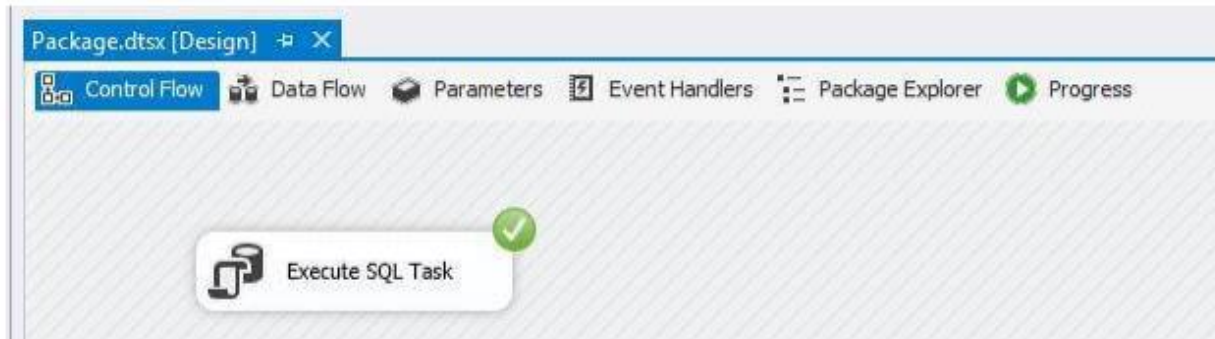 Package.dtsx [Design]
Control Flow Data Flow Parameters Event Handlers Package Explorer Progress
Execute SQL Task